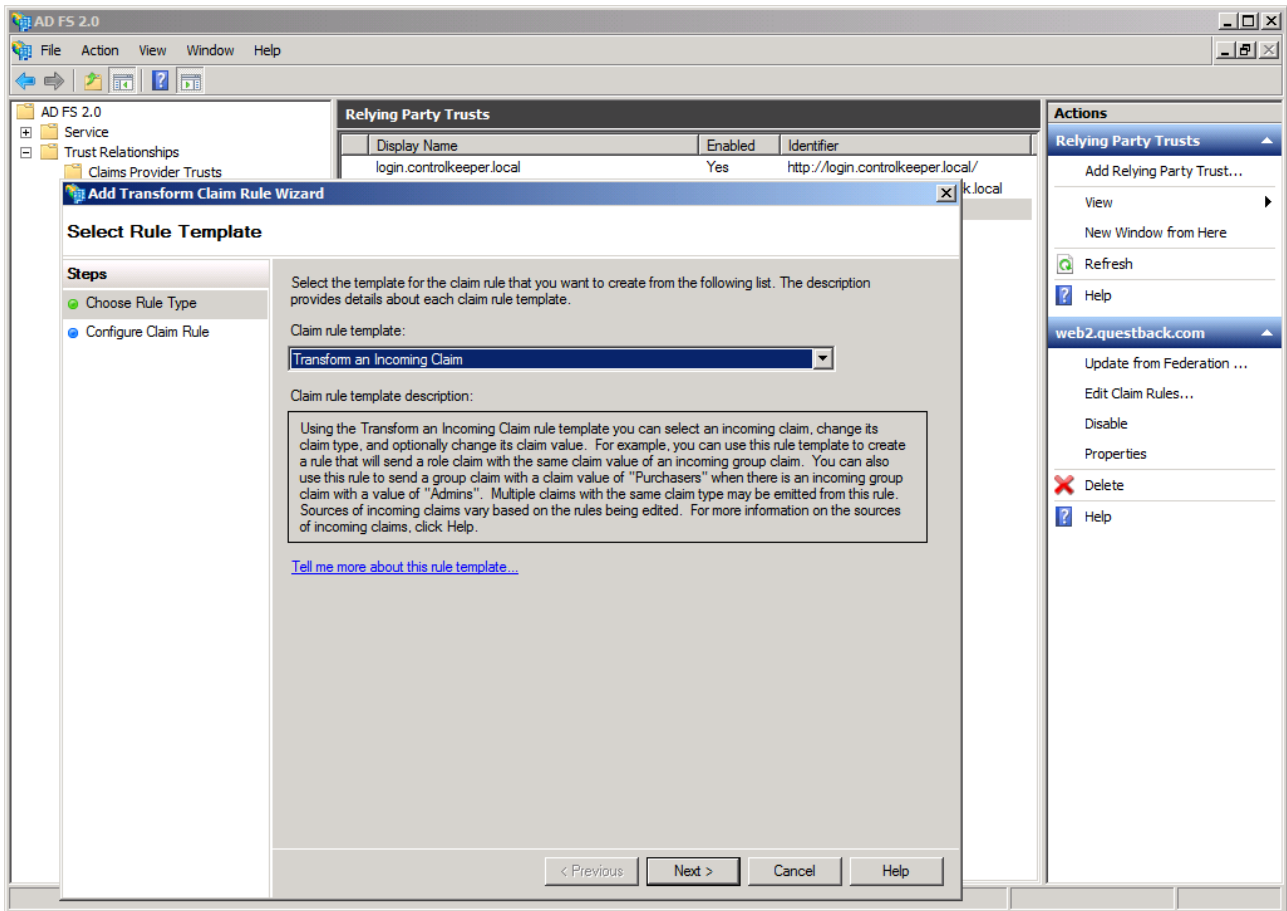 AD FS 2.0
File Action View Window Help
AD FS 2.0
Service
Trust Relationships
Claims Provider Trusts
Relying Party Trusts
Display Name Enabled Identifier
login.controlkeeper.local Yes http://login.controlkeeper.local/
k.local
Add Transform Claim Rule Wizard
Select Rule Template
Steps
Choose Rule Type
Configure Claim Rule
Select the template for the claim rule that you want to create from the following list. The description
provides details about each claim rule template.
Claim rule template:
Transform an Incoming Claim
Claim rule template description:
Using the Transform an Incoming Claim rule template you can select an incoming claim, change its
claim type, and optionally change its claim value. For example, you can use this rule template to create
a rule that will send a role claim with the same claim value of an incoming group claim. You can also
use this rule to send a group claim with a claim value of "Purchasers" when there is an incoming group
claim with a value of "Admins". Multiple claims with the same claim type may be emitted from this rule.
Sources of incoming claims vary based on the rules being edited. For more information on the sources
of incoming claims, click Help.
Tell me more about this rule template...
< Previous Next > Cancel Help
Actions
Relying Party Trusts
Add Relying Party Trust...
View
New Window from Here
Refresh
Help
web2.questback.com
Update from Federation ...
Edit Claim Rules...
Disable
Properties
Delete
Help